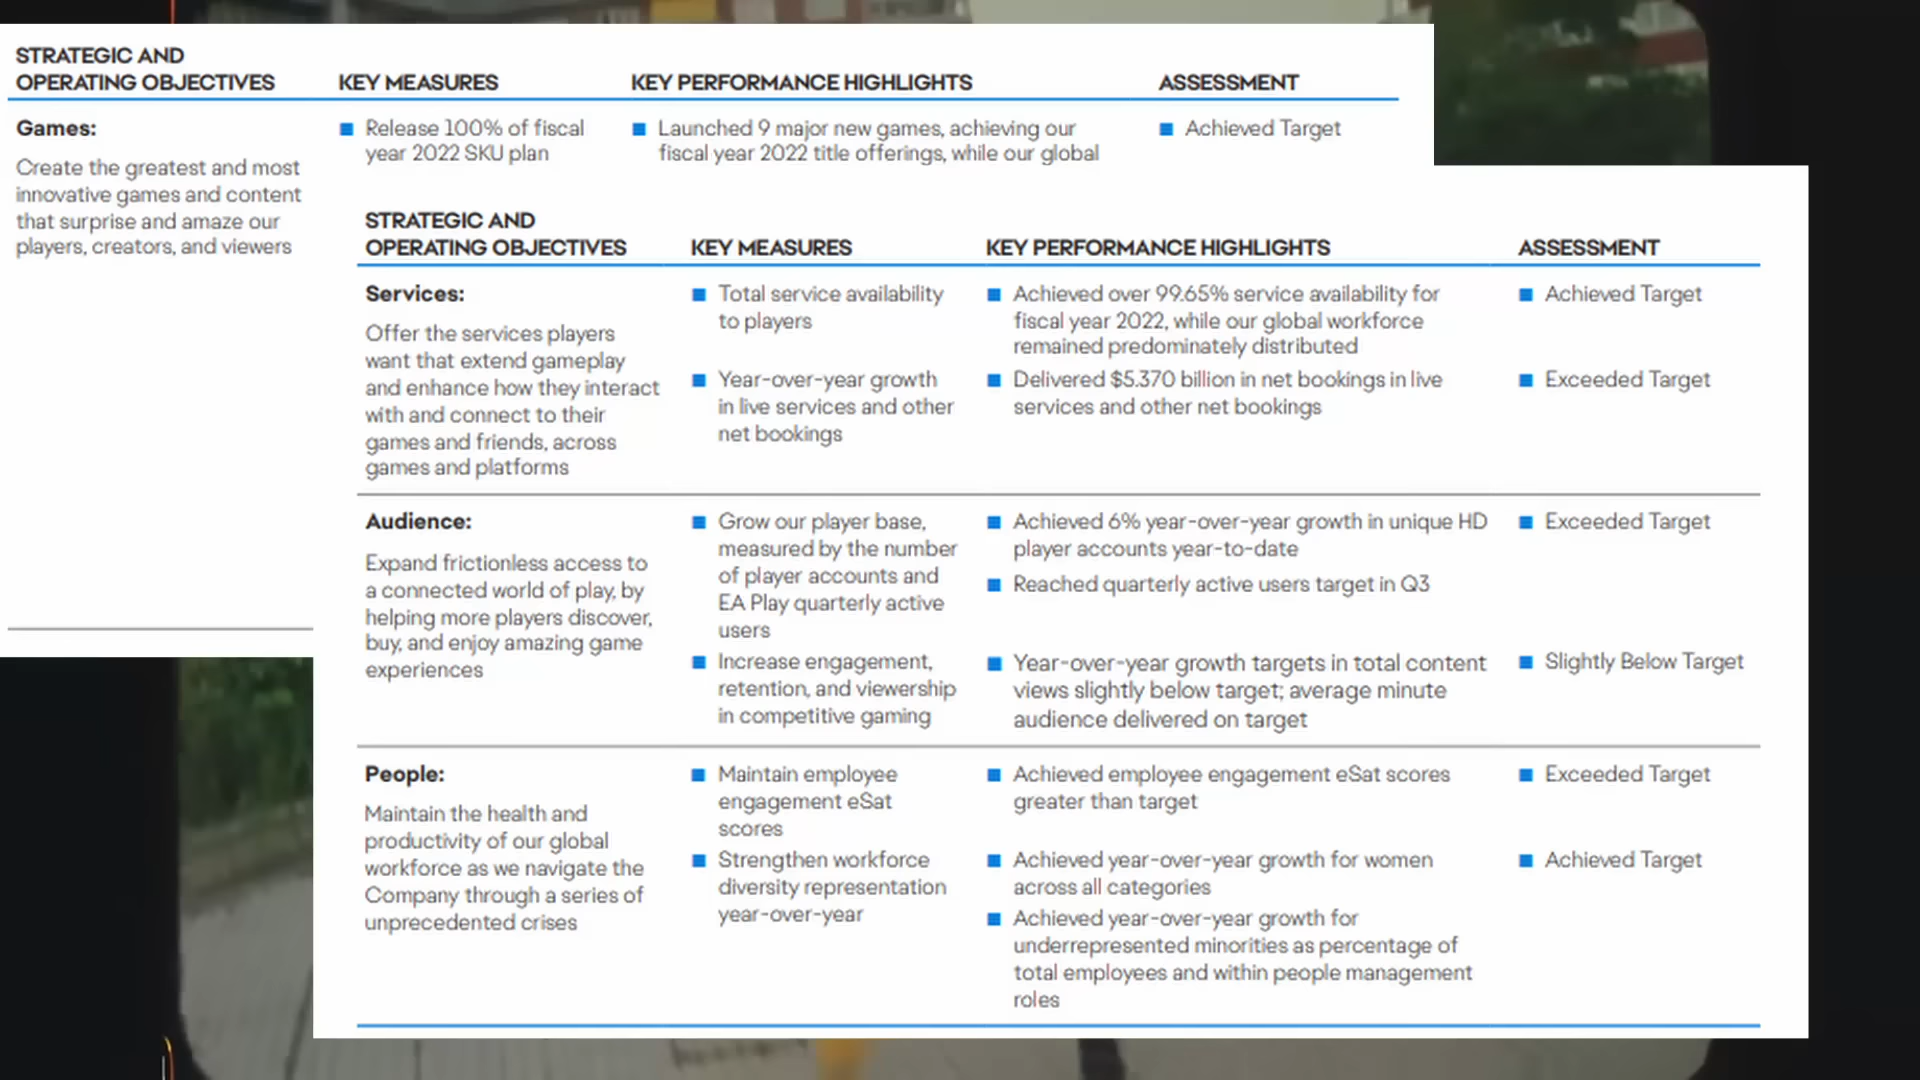 STRATEGIC AND
OPERATING OBJECTIVES
KEY MEASURES
KEY PERFORMANCE HIGHLIGHTS
ASSESSMENT
Games:
Create the greatest and most
innovative games and content
that surprise and amaze our
players, creators, and viewers
Release 100% of fiscal
year 2022 SKU plan
Launched 9 major new games, achieving our
fiscal year 2022 title offerings, while our global
Achieved Target
STRATEGIC AND
OPERATING OBJECTIVES
KEY MEASURES
KEY PERFORMANCE HIGHLIGHTS
ASSESSMENT
Services:
Offer the services players
want that extend gameplay
and enhance how they interact
with and connect to their
games and friends, across
games and platforms
Total service availability
to players
Achieved over 99.65% service availability for
fiscal year 2022, while our global workforce
remained predominately distributed
Achieved Target
Year-over-year growth
in live services and other
net bookings
Delivered $5.370 billion in net bookings in live
services and other net bookings
Exceeded Target
Audience:
Expand frictionless access to
a connected world of play, by
helping more players discover,
buy, and enjoy amazing game
experiences
Grow our player base,
measured by the number
of player accounts and
EA Play quarterly active
users
Achieved 6% year-over-year growth in unique HD
player accounts year-to-date
Reached quarterly active users target in Q3
Exceeded Target
Increase engagement,
retention, and viewership
in competitive gaming
Year-over-year growth targets in total content
views slightly below target; average minute
audience delivered on target
Slightly Below Target
People:
Maintain the health and
productivity of our global
workforce as we navigate the
Company through a series of
unprecedented crises
Maintain employee
engagement eSat
scores
Achieved employee engagement eSat scores
greater than target
Exceeded Target
Strengthen workforce
diversity representation
year-over-year
Achieved year-over-year growth for women
across all categories
Achieved year-over-year growth for
underrepresented minorities as percentage of
total employees and within people management
roles
Achieved Target